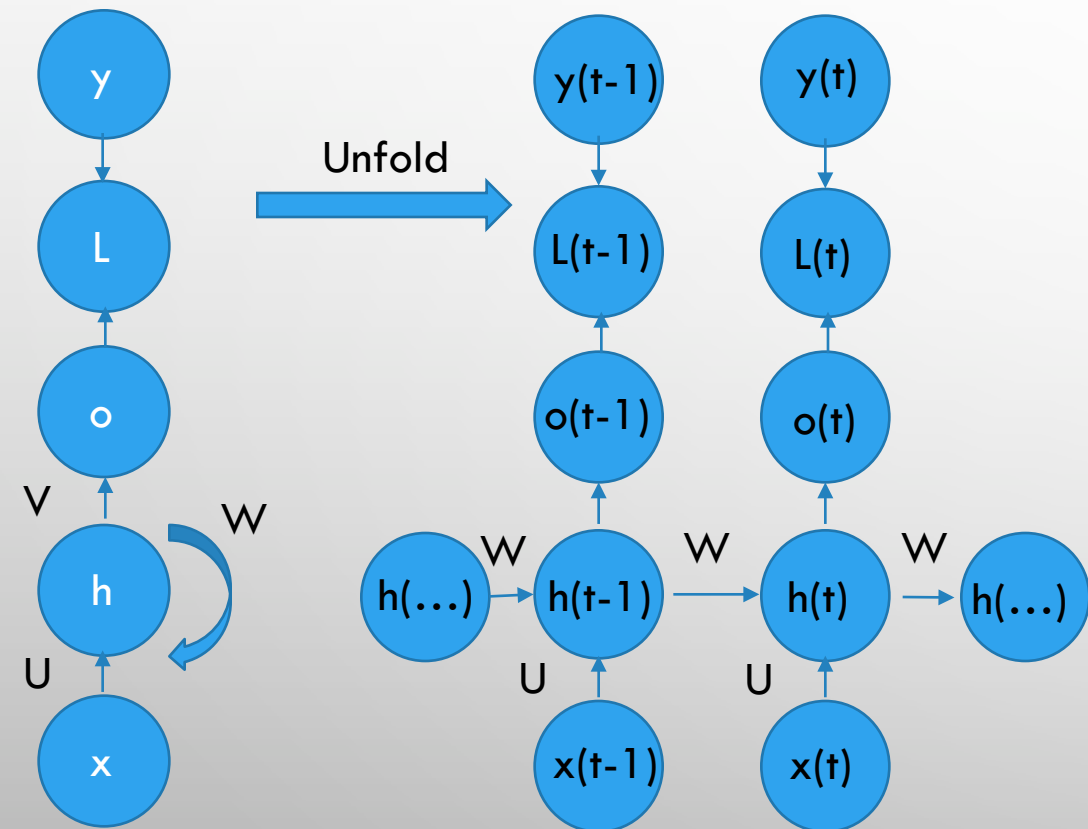 y
L
o
V
W
h
U
x
Unfold
y(t-1)
y(t)
L(t-1)
L(t)
o(t-1)
o(t)
W
W
W
h(...)
h(t-1)
h(t)
h(...)
U
U
x(t-1)
x(t)